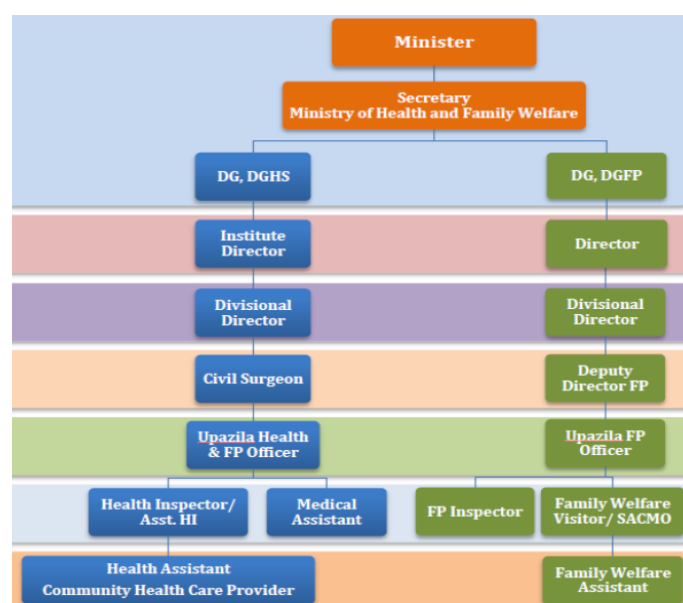 Minister
Secretary
Ministry of Health and Family Welfare
DG, DGHS
DG, DGFP
Institute
Director
Director
Divisional
Director
Divisional
Director
Civil Surgeon
Deputy
Director FP
Upazila Health
& FP Officer
Upazila FP
Officer
Health Inspector/
Asst. HI
Medical
Assistant
FP Inspector
Family Welfare
Visitor/ SACMO
Health Assistant
Community Health Care Provider
Family Welfare
Assistant